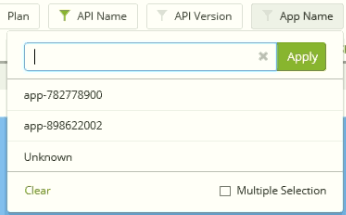 Plan API Name API Version App Name
Apply
app-782778900
app-898622002
Unknown
Clear Multiple Selection